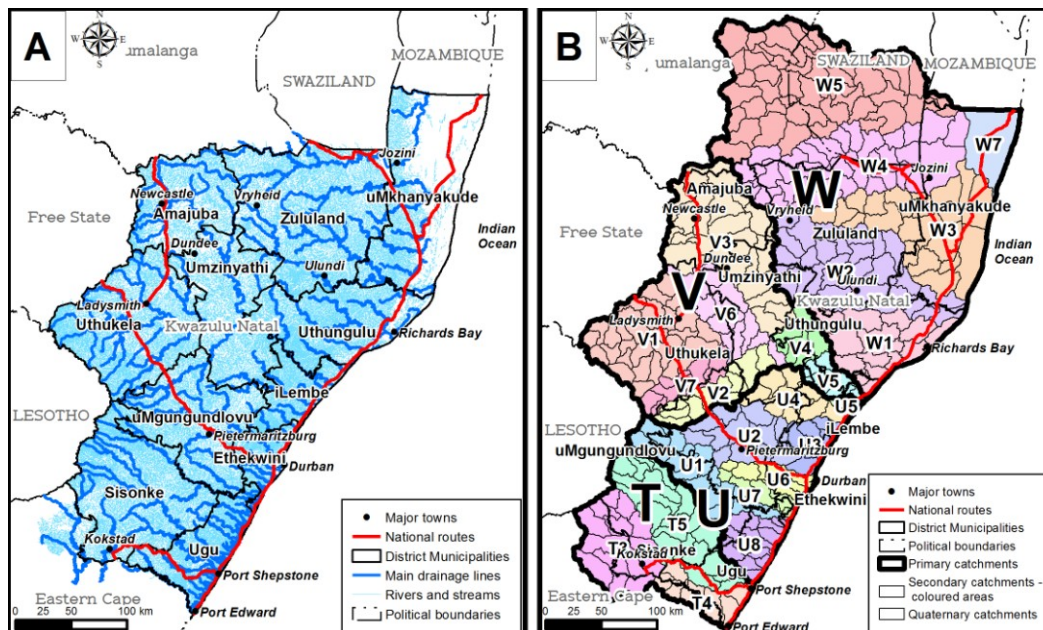 A
N
W
E
S
umalanga
MOZAMBIQUE
SWAZILAND
Jozini
Newcastle
Vryheid
uMkhanyakude
Free State
Amajuba
Zululand
Dundee
Indian
Ocean
Umzinyathi
Ulundi
Ladysmith
Uthukela
Kwazulu Natal
Uthungulu
Richards Bay
iLembe
LESOTHO
uMgungundlovu
Pietermaritzburg
Ethekwini
Durban
Sisonke
Kokstad
Ugu
Port Shepstone
Eastern Cape
0 50 100 km
Port Edward
Major towns
National routes
District Municipalities
Main drainage lines
Rivers and streams
Political boundaries
B
N
W
E
S
umalanga
SWAZILAND
MOZAMBIQUE
W5
W7
W4
Jozini
Amajuba
W
Newcastle
Vryheid
uMkhanyakude
Free State
V3
Zululand
W3
Indian
Ocean
Dundee
Umzinyathi
W2
Ulundi
V
Kwazulu Natal
Ladysmith
V6
Uthungulu
V1
V4
W1
Uthukela
Richards Bay
V5
V7
V2
U4
U5
iLembe
LESOTHO
U2
U3
uMgungundlovu
Pietermaritzburg
U1
U6
Durban
T
U
U7
Ethekwini
T5
U8
Kokstad
Ugu
Port Shepstone
Eastern Cape
T4
0 50 100 km
Port Edward
Major towns
National routes
District Municipalities
Political boundaries
Primary catchments
Secondary catchments -
coloured areas
Quaternary catchments